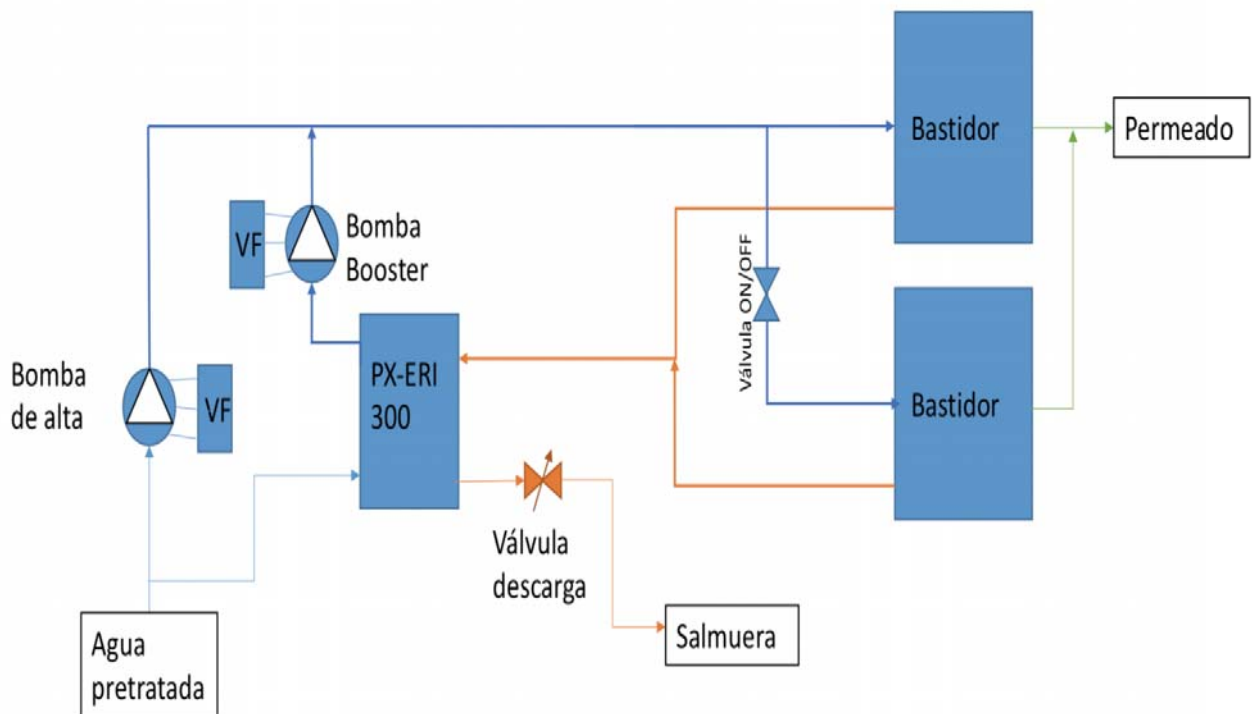 Bastidor
Permeado
VF
Bomba
Booster
Válvula ON/OFF
PX-ERI
300
Bomba
de alta
VF
Bastidor
Válvula
descarga
Agua
pretratada
Salmuera